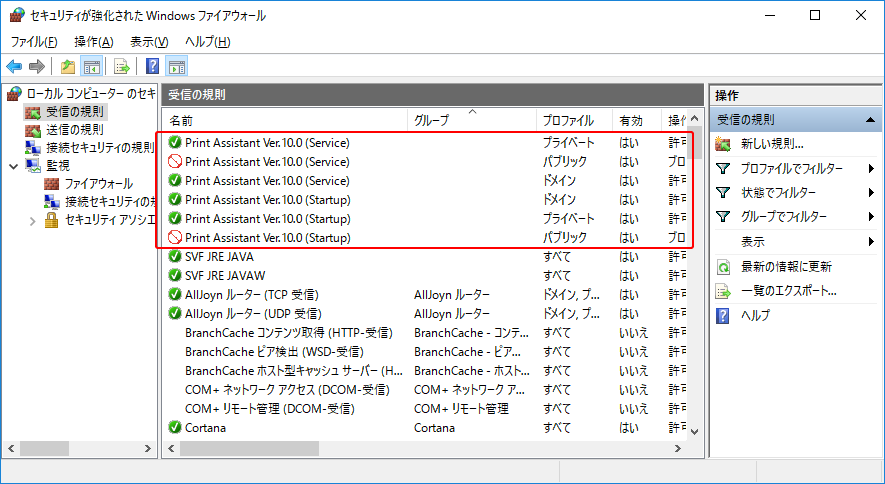 セキュリティが強化された Windows ファイアウォール
ファイル(F) 操作(A) 表示(V) ヘルプ(H)
ローカル コンピューター のセキ
受信の規則
送信の規則
接続セキュリティの規則
監視
ファイアウォール
接続セキュリティの規
セキュリティ アソシエ
受信の規則
名前 グループ プロファイル 有効 操作
Print Assistant Ver.10.0 (Service) プライベート はい 許可
Print Assistant Ver.10.0 (Service) パブリック はい ブロ
Print Assistant Ver.10.0 (Service) ドメイン はい 許可
Print Assistant Ver.10.0 (Startup) ドメイン はい 許可
Print Assistant Ver.10.0 (Startup) プライベート はい 許可
Print Assistant Ver.10.0 (Startup) パブリック はい ブロ
SVF JRE JAVA すべて はい 許可
SVF JRE JAVAW すべて はい 許可
AllJoyn ルーター (TCP 受信) AllJoyn ルーター ドメイン, プ... はい 許可
AllJoyn ルーター (UDP 受信) AllJoyn ルーター ドメイン, プ... はい 許可
BranchCache コンテンツ取得 (HTTP-受信) BranchCache - コンテ... すべて いいえ 許可
BranchCache ピア検出 (WSD-受信) BranchCache - ピア... すべて いいえ 許可
BranchCache ホスト型キャッシュ サーバー (H... BranchCache - ホスト... すべて いいえ 許可
COM+ ネットワーク アクセス (DCOM-受信) COM+ ネットワーク ア... すべて いいえ 許可
COM+ リモート管理 (DCOM-受信) COM+ リモート管理 すべて いいえ 許可
Cortana Cortana すべて はい 許可
操作
受信の規則
新しい規則...
プロファイルでフィルター
状態でフィルター
グループでフィルター
表示
最新の情報に更新
一覧のエクスポート...
ヘルプ